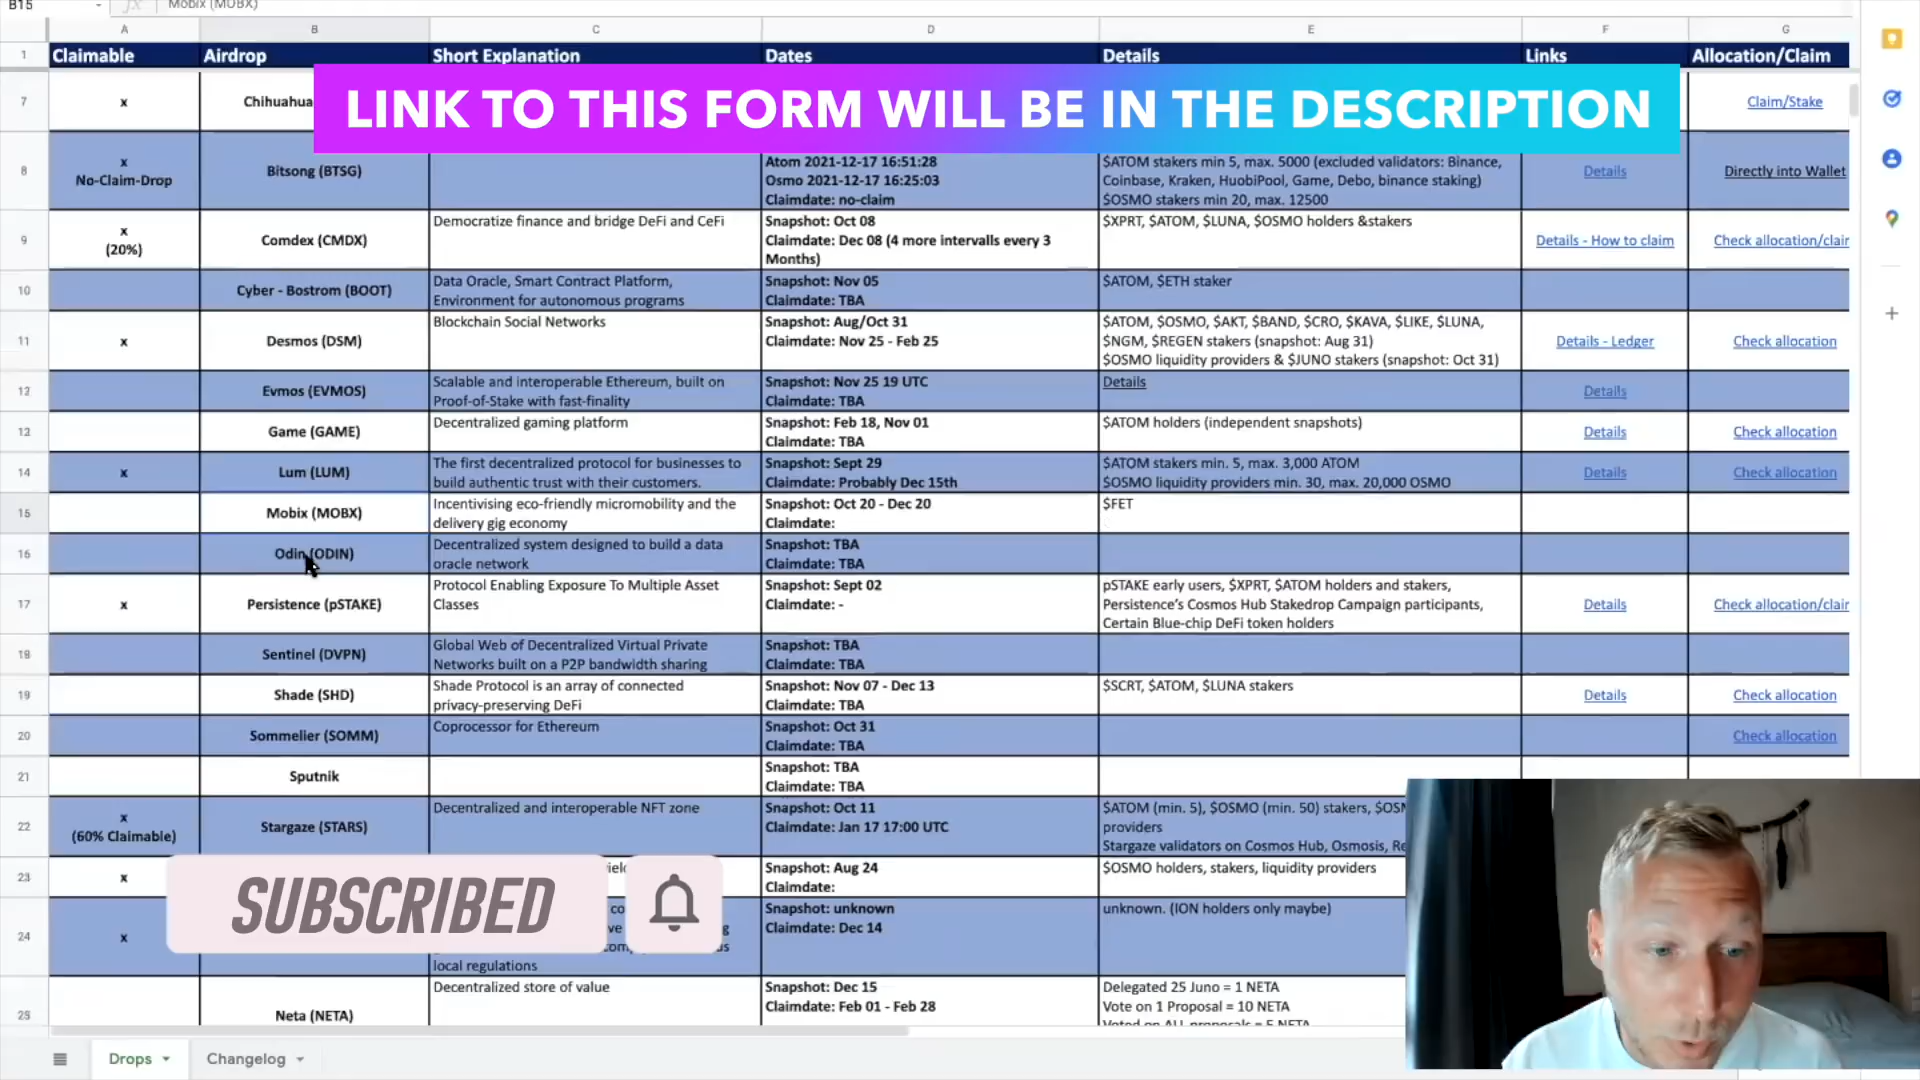 B15
fx
Mobix (MOBX)
A B C D E F G
1 Claimable Airdrop Short Explanation Dates Details Links Allocation/Claim
LINK TO THIS FORM WILL BE IN THE DESCRIPTION
7 x Chihuahua Claim/Stake
8
x
No-Claim-Drop
Bitsong (BTSG)
Atom 2021-12-17 16:51:28
Osmo 2021-12-17 16:25:03
Claimdate: no-claim
$ATOM stakers min 5, max. 5000 (excluded validators: Binance,
Coinbase, Kraken, HuobiPool, Game, Debo, binance staking)
$OSMO stakers min 20, max. 12500
Details
Directly into Wallet
9
x
(20%)
Comdex (CMDX)
Democratize finance and bridge DeFi and CeFi
Snapshot: Oct 08
Claimdate: Dec 08 (4 more intervalls every 3
Months)
$XPRT, $ATOM, $LUNA, $OSMO holders &stakers
Details - How to claim
Check allocation/clair
10
Cyber - Bostrom (BOOT)
Data Oracle, Smart Contract Platform,
Environment for autonomous programs
Snapshot: Nov 05
Claimdate: TBA
$ATOM, $ETH staker
11
x
Desmos (DSM)
Blockchain Social Networks
Snapshot: Aug/Oct 31
Claimdate: Nov 25 - Feb 25
$ATOM, $OSMO, $AKT, $BAND, $CRO, $KAVA, $LIKE, $LUNA,
$NGM, $REGEN stakers (snapshot: Aug 31)
$OSMO liquidity providers & $JUNO stakers (snapshot: Oct 31)
Details - Ledger
Check allocation
Evmos (EVMOS)
Scalable and interoperable Ethereum, built on
Proof-of-Stake with fast-finality
Snapshot: Nov 25 19 UTC
Claimdate: TBA
Details
Details
Game (GAME)
Decentralized gaming platform
Snapshot: Feb 18, Nov 01
Claimdate: TBA
$ATOM holders (independent snapshots)
Details
Check allocation
14
x
Lum (LUM)
The first decentralized protocol for businesses to
build authentic trust with their customers.
Snapshot: Sept 29
Claimdate: Probably Dec 15th
$ATOM stakers min. 5, max. 3,000 ATOM
$OSMO liquidity providers min. 30, max. 20,000 OSMO
Details
Check allocation
15
Mobix (MOBX)
Incentivising eco-friendly micromobility and the
delivery gig economy
Snapshot: Oct 20 - Dec 20
Claimdate:
$FET
16
Odin (ODIN)
Decentralized system designed to build a data
oracle network
Snapshot: TBA
Claimdate: TBA
17
x
Persistence (pSTAKE)
Protocol Enabling Exposure To Multiple Asset
Classes
Snapshot: Sept 02
Claimdate: -
pSTAKE early users, $XPRT, $ATOM holders and stakers,
Persistence's Cosmos Hub Stakedrop Campaign participants,
Certain Blue-chip DeFi token holders
Details
Check allocation/clair
Sentinel (DVPN)
Global Web of Decentralized Virtual Private
Networks built on a P2P bandwidth sharing
Snapshot: TBA
Claimdate: TBA
19
Shade (SHD)
Shade Protocol is an array of connected
privacy-preserving DeFi
Snapshot: Nov 07 - Dec 13
Claimdate: TBA
$SCRT, $ATOM, $LUNA stakers
Details
Check allocation
20
Sommelier (SOMM)
Coprocessor for Ethereum
Snapshot: Oct 31
Claimdate: TBA
Check allocation
21
Sputnik
Snapshot: TBA
Claimdate: TBA
22
x
(60% Claimable)
Stargaze (STARS)
Decentralized and interoperable NFT zone
Snapshot: Oct 11
Claimdate: Jan 17 17:00 UTC
$ATOM (min. 5), $OSMO (min. 50) stakers, $OSM
providers
Stargaze validators on Cosmos Hub, Osmosis, Re
x
Snapshot: Aug 24
Claimdate:
$OSMO holders, stakers, liquidity providers
SUBSCRIBED
24
x
local regulations
Snapshot: unknown
Claimdate: Dec 14
unknown. (ION holders only maybe)
Neta (NETA)
Decentralized store of value
Snapshot: Dec 15
Claimdate: Feb 01 - Feb 28
Delegated 25 Juno = 1 NETA
Vote on 1 Proposal = 10 NETA
Drops
Changelog